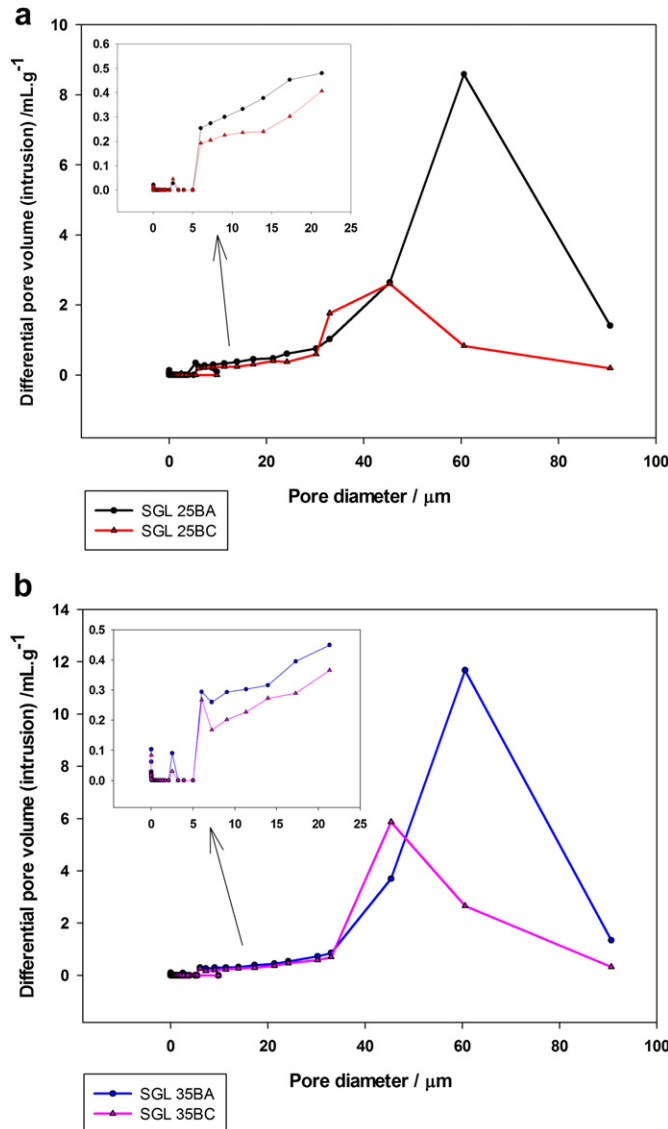 a
Differential pore volume (intrusion) /mL.g-1
10
8
6
4
2
0
0.6
0.5
0.4
0.3
0.2
0.1
0.0
0 5 10 15 20 25
0 20 40 60 80 100
Pore diameter / μm
SGL 25BA
SGL 25BC
b
Differential pore volume (intrusion) /mL.g-1
14
12
10
8
6
4
2
0
0.5
0.4
0.3
0.2
0.1
0.0
0 5 10 15 20 25
0 20 40 60 80 100
Pore diameter / μm
SGL 35BA
SGL 35BC